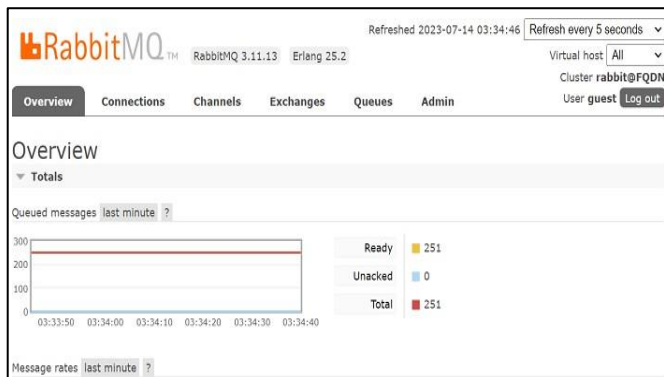 Refreshed 2023-07-14 03:34:46 Refresh every 5 seconds
RabbitMQ TM RabbitMQ 3.11.13 Erlang 25.2
Virtual host All
Cluster rabbit@FQDN
User guest Log out
Overview Connections Channels Exchanges Queues Admin
Overview
Totals
Queued messages last minute ?
300
200
100
0
03:33:50 03:34:00 03:34:10 03:34:20 03:34:30 03:34:40
Ready 251
Unacked 0
Total 251
Message rates last minute ?